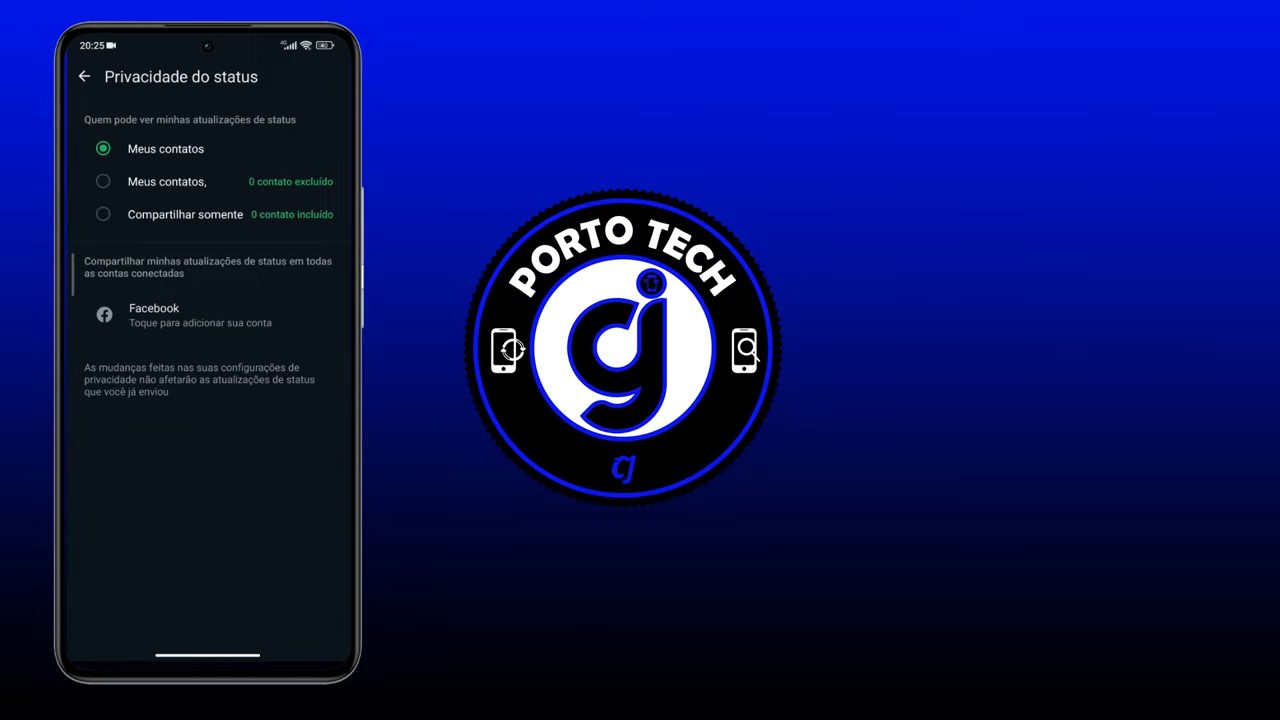 20:25
4G
40
Privacidade do status
Quem pode ver minhas atualizações de status
Meus contatos
Meus contatos, 0 contato excluído
Compartilhar somente 0 contato incluído
Compartilhar minhas atualizações de status em todas
as contas conectadas
Facebook
Toque para adicionar sua conta
As mudanças feitas nas suas configurações de
privacidade não afetarão as atualizações de status
que você já enviou
PORTO TECH
gj
CJ